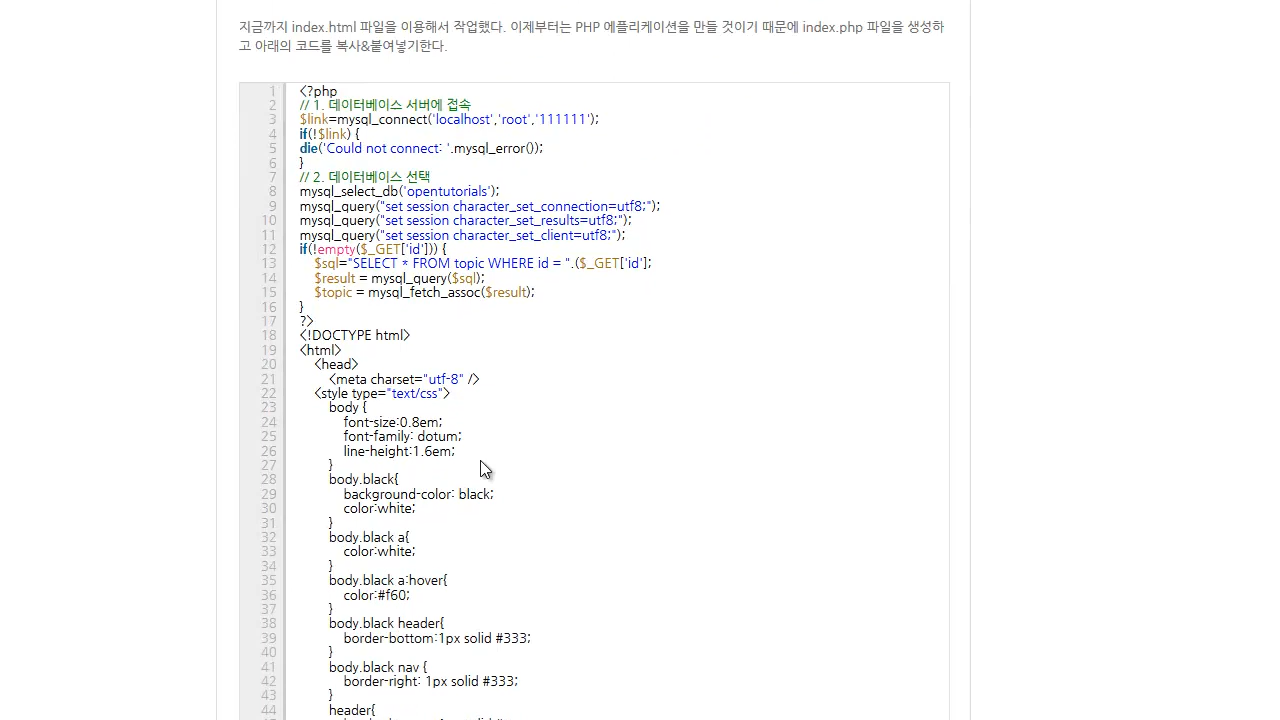 지금까지 index.html 파일을 이용해서 작업했다. 이제부터는 PHP 에플리케이션을 만들 것이기 때문에 index.php 파일을 생성하
고 아래의 코드를 복사&붙여넣기한다.
1 <?php
2 // 1. 데이터베이스 서버에 접속
3 $link=mysql_connect('localhost','root','111111');
4 if(!$link) {
5 die('Could not connect: '.mysql_error());
6 }
7 // 2. 데이터베이스 선택
8 mysql_select_db('opentutorials');
9 mysql_query("set session character_set_connection=utf8;");
10 mysql_query("set session character_set_results=utf8;");
11 mysql_query("set session character_set_client=utf8;");
12 if(!empty($_GET['id'])) {
13 $sql="SELECT * FROM topic WHERE id = ".($_GET['id'];
14 $result = mysql_query($sql);
15 $topic = mysql_fetch_assoc($result);
16 }
17 ?>
18 <!DOCTYPE html>
19 <html>
20 <head>
21 <meta charset="utf-8" />
22 <style type="text/css">
23 body {
24 font-size:0.8em;
25 font-family: dotum;
26 line-height:1.6em;
27 }
28 body.black{
29 background-color: black;
30 color:white;
31 }
32 body.black a{
33 color:white;
34 }
35 body.black a:hover{
36 color:#f60;
37 }
38 body.black header{
39 border-bottom:1px solid #333;
40 }
41 body.black nav {
42 border-right: 1px solid #333;
43 }
44 header{